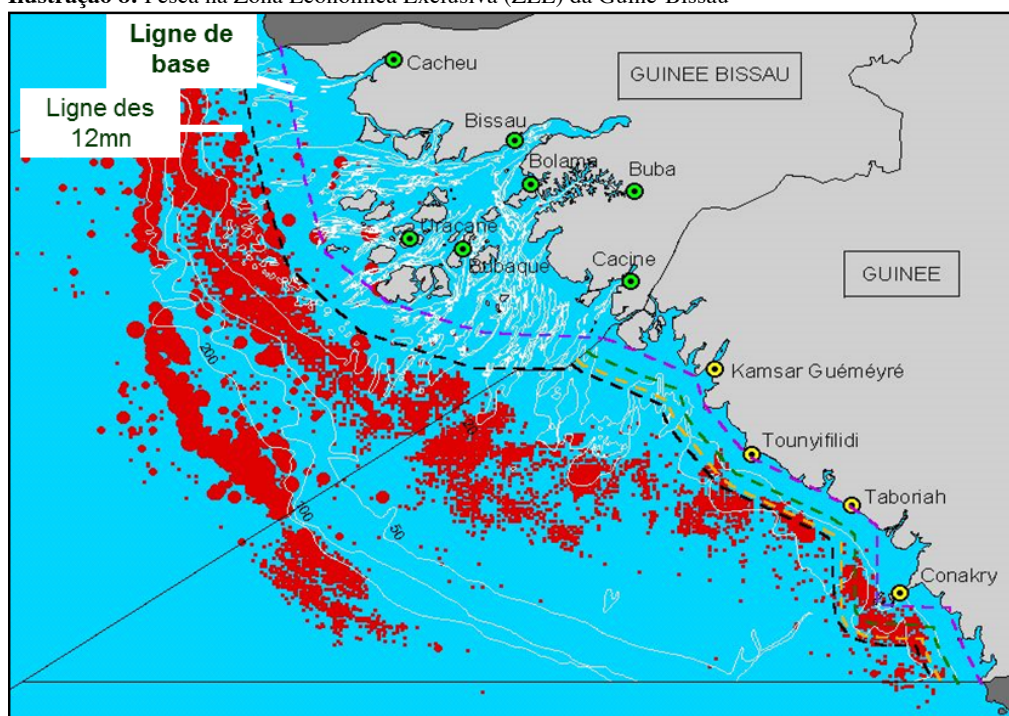 Ilustração Pesca na Zona Económica Exclusiva (ZEE) da Guiné-Bissau
Ligne de
base
Ligne des
12mn
Cacheu
GUINEE BISSAU
Bissau
Bolama
Buba
Uracane
Bubaque
Cacine
GUINEE
Kamsar Guéméyré
Tounyifilidi
Taboriah
Conakry
200
100
50
20